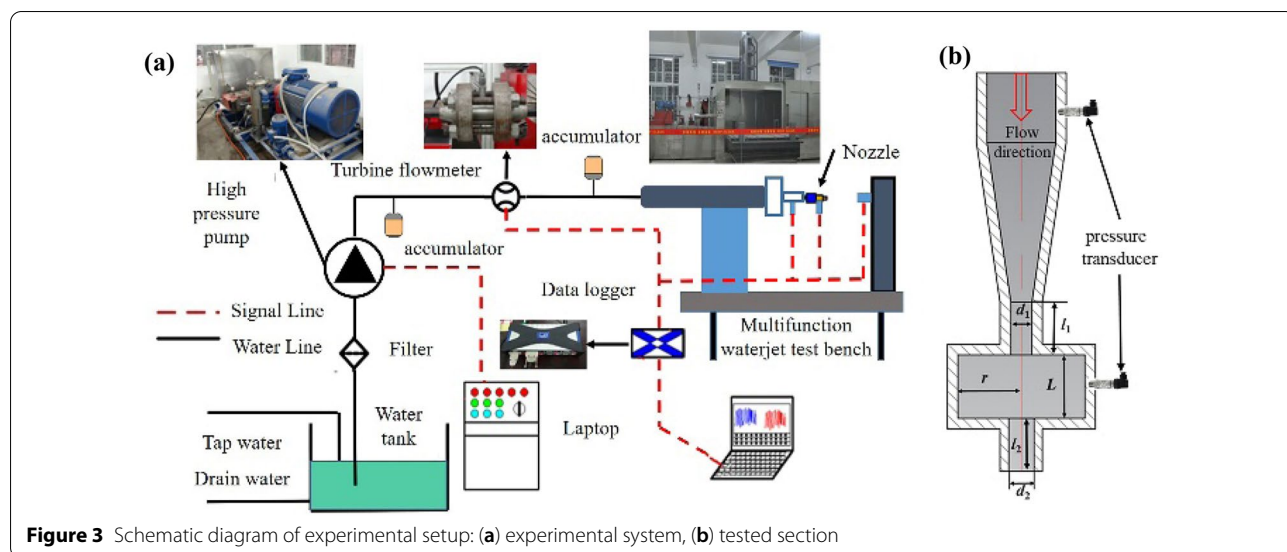 (a)
accumulator
Nozzle
Turbine flowmeter
High
pressure
pump
accumulator
Data logger
Signal Line
Water Line
Filter
Multifunction
waterjet test bench
Water
tank
Tap water
Laptop
Drain water
(b)
Flow
direction
pressure
transducer
d₁
l₁
r
L
l₂
d₂
Figure 3 Schematic diagram of experimental setup: (a) experimental system, (b) tested section